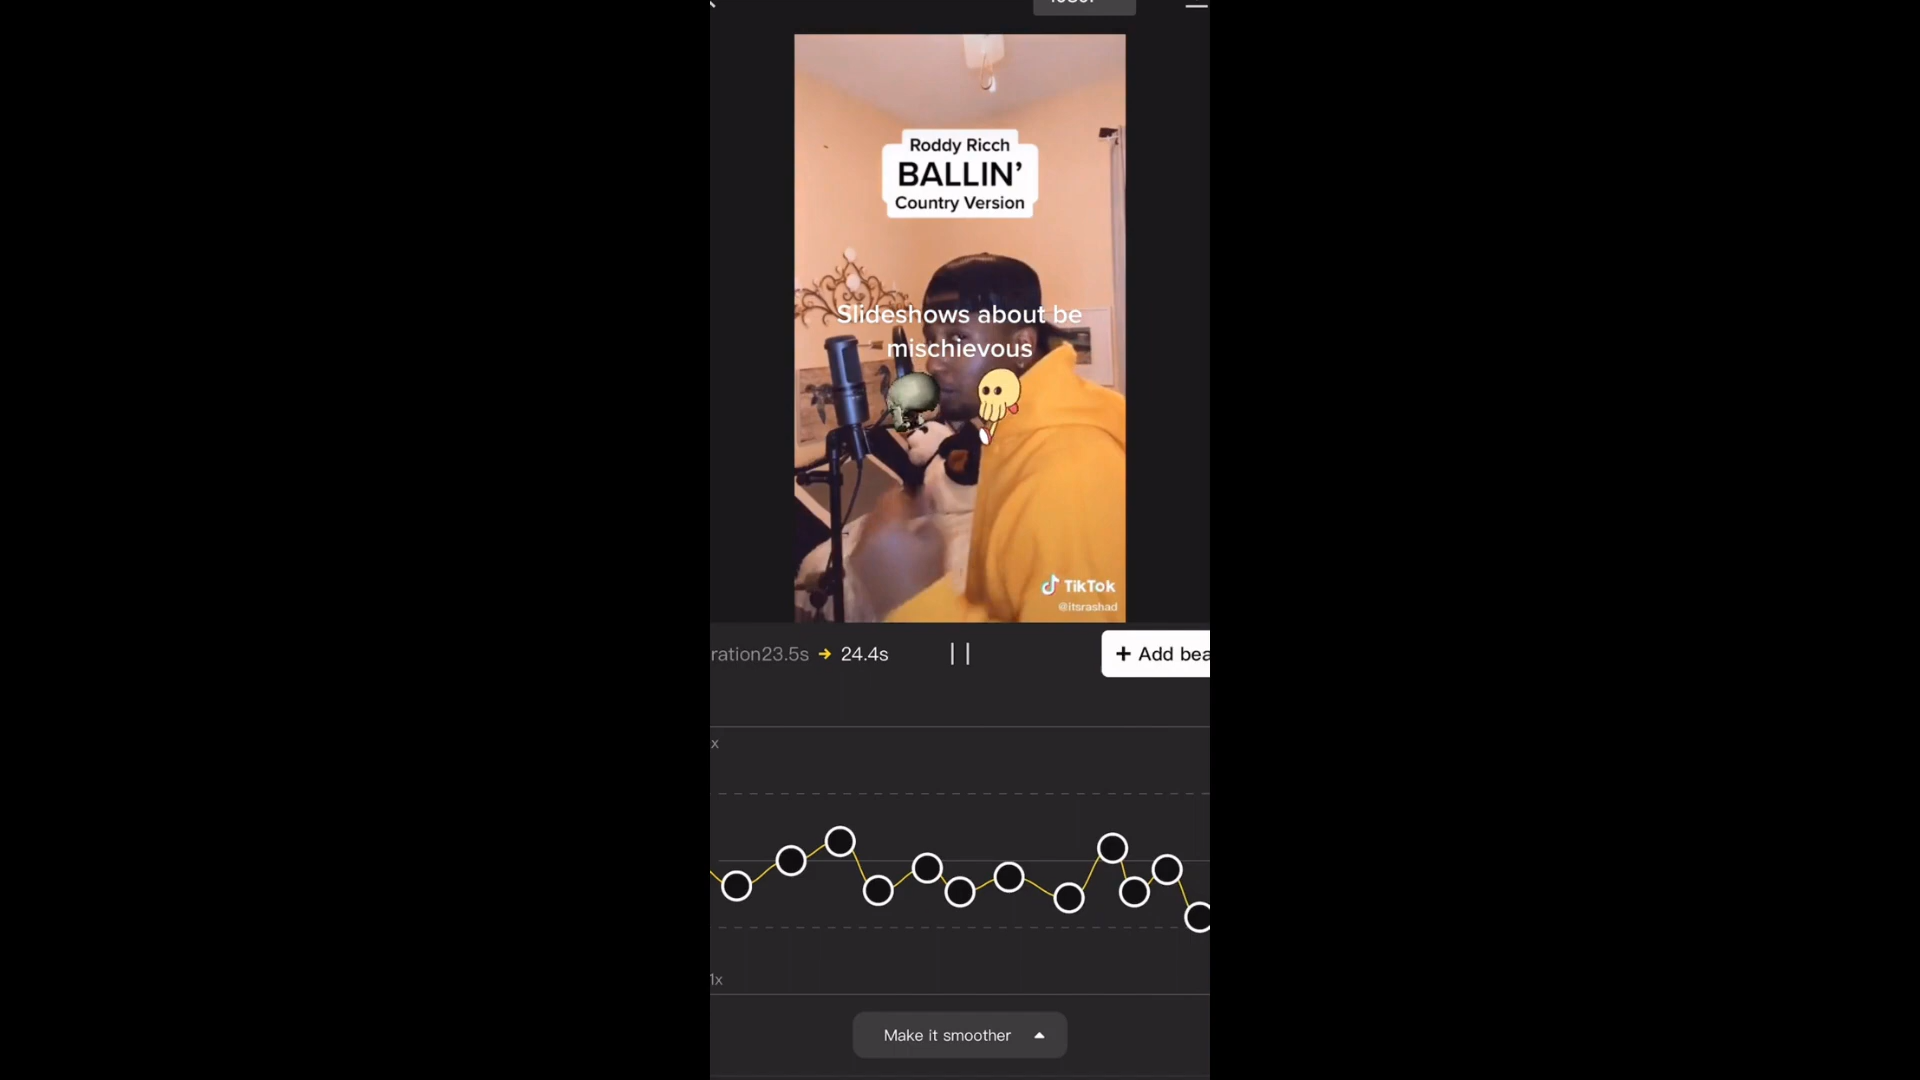 Roddy Ricch
BALLIN’
Country Version
Slideshows about be
mischievous
TikTok
@itsrashad
ration23.5s → 24.4s
+ Add bea
x
1x
Make it smoother